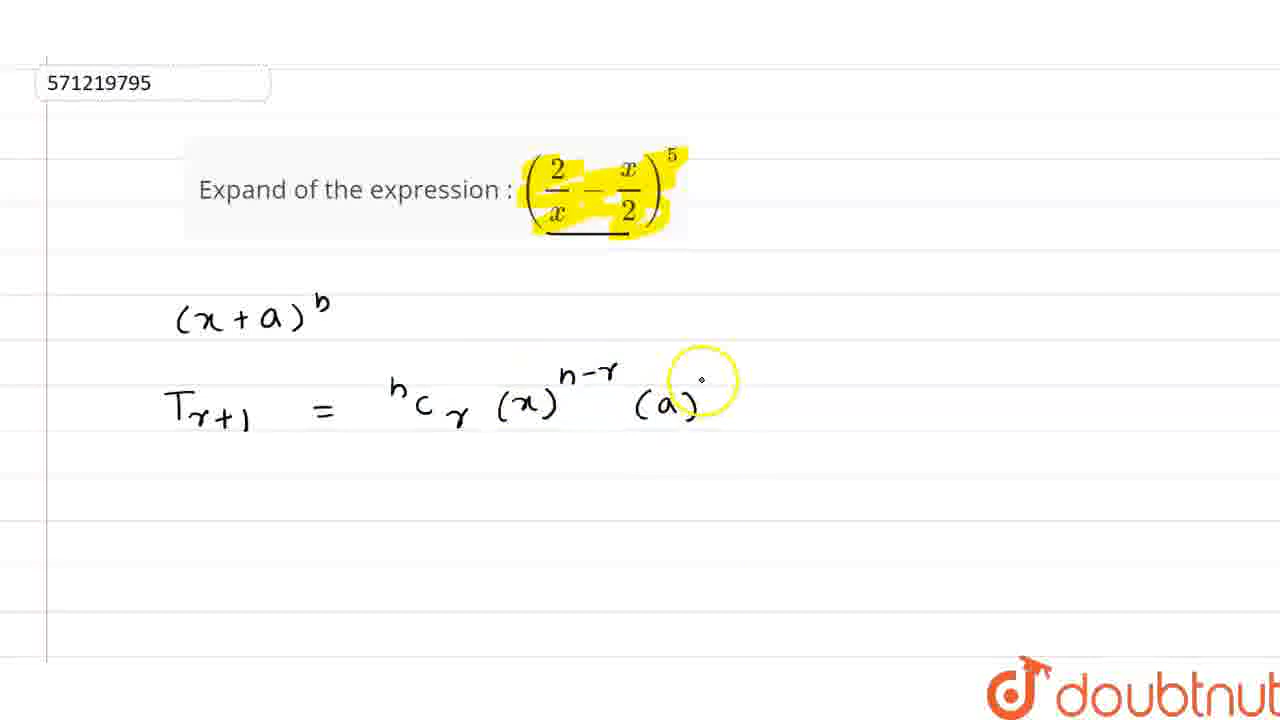 571219795
Expand of the expression : (2/x − x/2)^5
(x + a)^n
T_{r+1} = ^nC_r (x)^{n-r} (a)
doubtnut